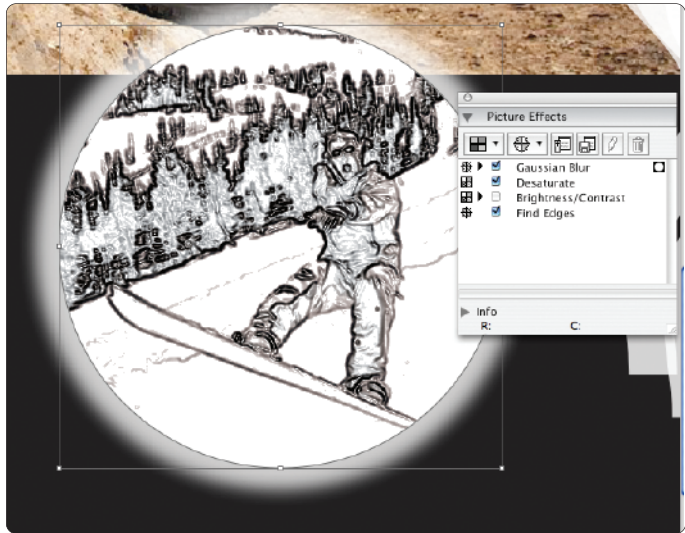 Picture Effects
Gaussian Blur
Desaturate
Brightness/Contrast
Find Edges
Info
R: C: